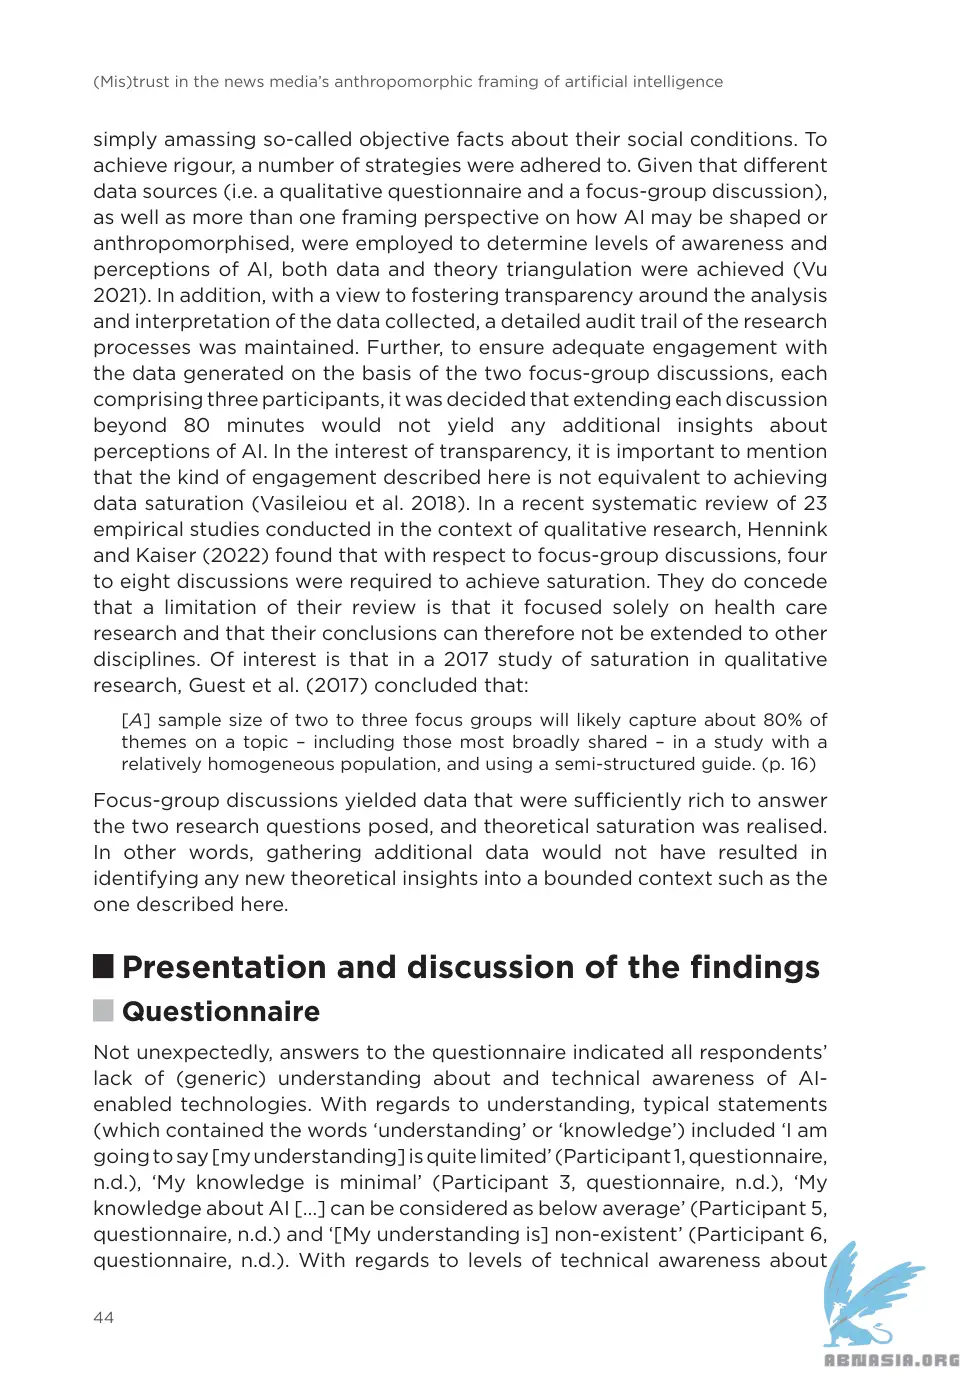 (Mis)trust in the news media’s anthropomorphic framing of artificial intelligence
simply amassing so-called objective facts about their social conditions. To
achieve rigour, a number of strategies were adhered to. Given that different
data sources (i.e. a qualitative questionnaire and a focus-group discussion),
as well as more than one framing perspective on how AI may be shaped or
anthropomorphised, were employed to determine levels of awareness and
perceptions of AI, both data and theory triangulation were achieved (Vu
2021). In addition, with a view to fostering transparency around the analysis
and interpretation of the data collected, a detailed audit trail of the research
processes was maintained. Further, to ensure adequate engagement with
the data generated on the basis of the two focus-group discussions, each
comprising three participants, it was decided that extending each discussion
beyond 80 minutes would not yield any additional insights about
perceptions of AI. In the interest of transparency, it is important to mention
that the kind of engagement described here is not equivalent to achieving
data saturation (Vasileiou et al. 2018). In a recent systematic review of 23
empirical studies conducted in the context of qualitative research, Hennink
and Kaiser (2022) found that with respect to focus-group discussions, four
to eight discussions were required to achieve saturation. They do concede
that a limitation of their review is that it focused solely on health care
research and that their conclusions can therefore not be extended to other
disciplines. Of interest is that in a 2017 study of saturation in qualitative
research, Guest et al. (2017) concluded that:
[A] sample size of two to three focus groups will likely capture about 80% of
themes on a topic – including those most broadly shared – in a study with a
relatively homogeneous population, and using a semi-structured guide. (p. 16)
Focus-group discussions yielded data that were sufficiently rich to answer
the two research questions posed, and theoretical saturation was realised.
In other words, gathering additional data would not have resulted in
identifying any new theoretical insights into a bounded context such as the
one described here.
Presentation and discussion of the findings
Questionnaire
Not unexpectedly, answers to the questionnaire indicated all respondents’
lack of (generic) understanding about and technical awareness of AI-
enabled technologies. With regards to understanding, typical statements
(which contained the words ‘understanding’ or ‘knowledge’) included ‘I am
going to say [my understanding] is quite limited’ (Participant 1, questionnaire,
n.d.), ‘My knowledge is minimal’ (Participant 3, questionnaire, n.d.), ‘My
knowledge about AI [...] can be considered as below average’ (Participant 5,
questionnaire, n.d.) and ‘[My understanding is] non-existent’ (Participant 6,
questionnaire, n.d.). With regards to levels of technical awareness about
44
ABNASIA.ORG